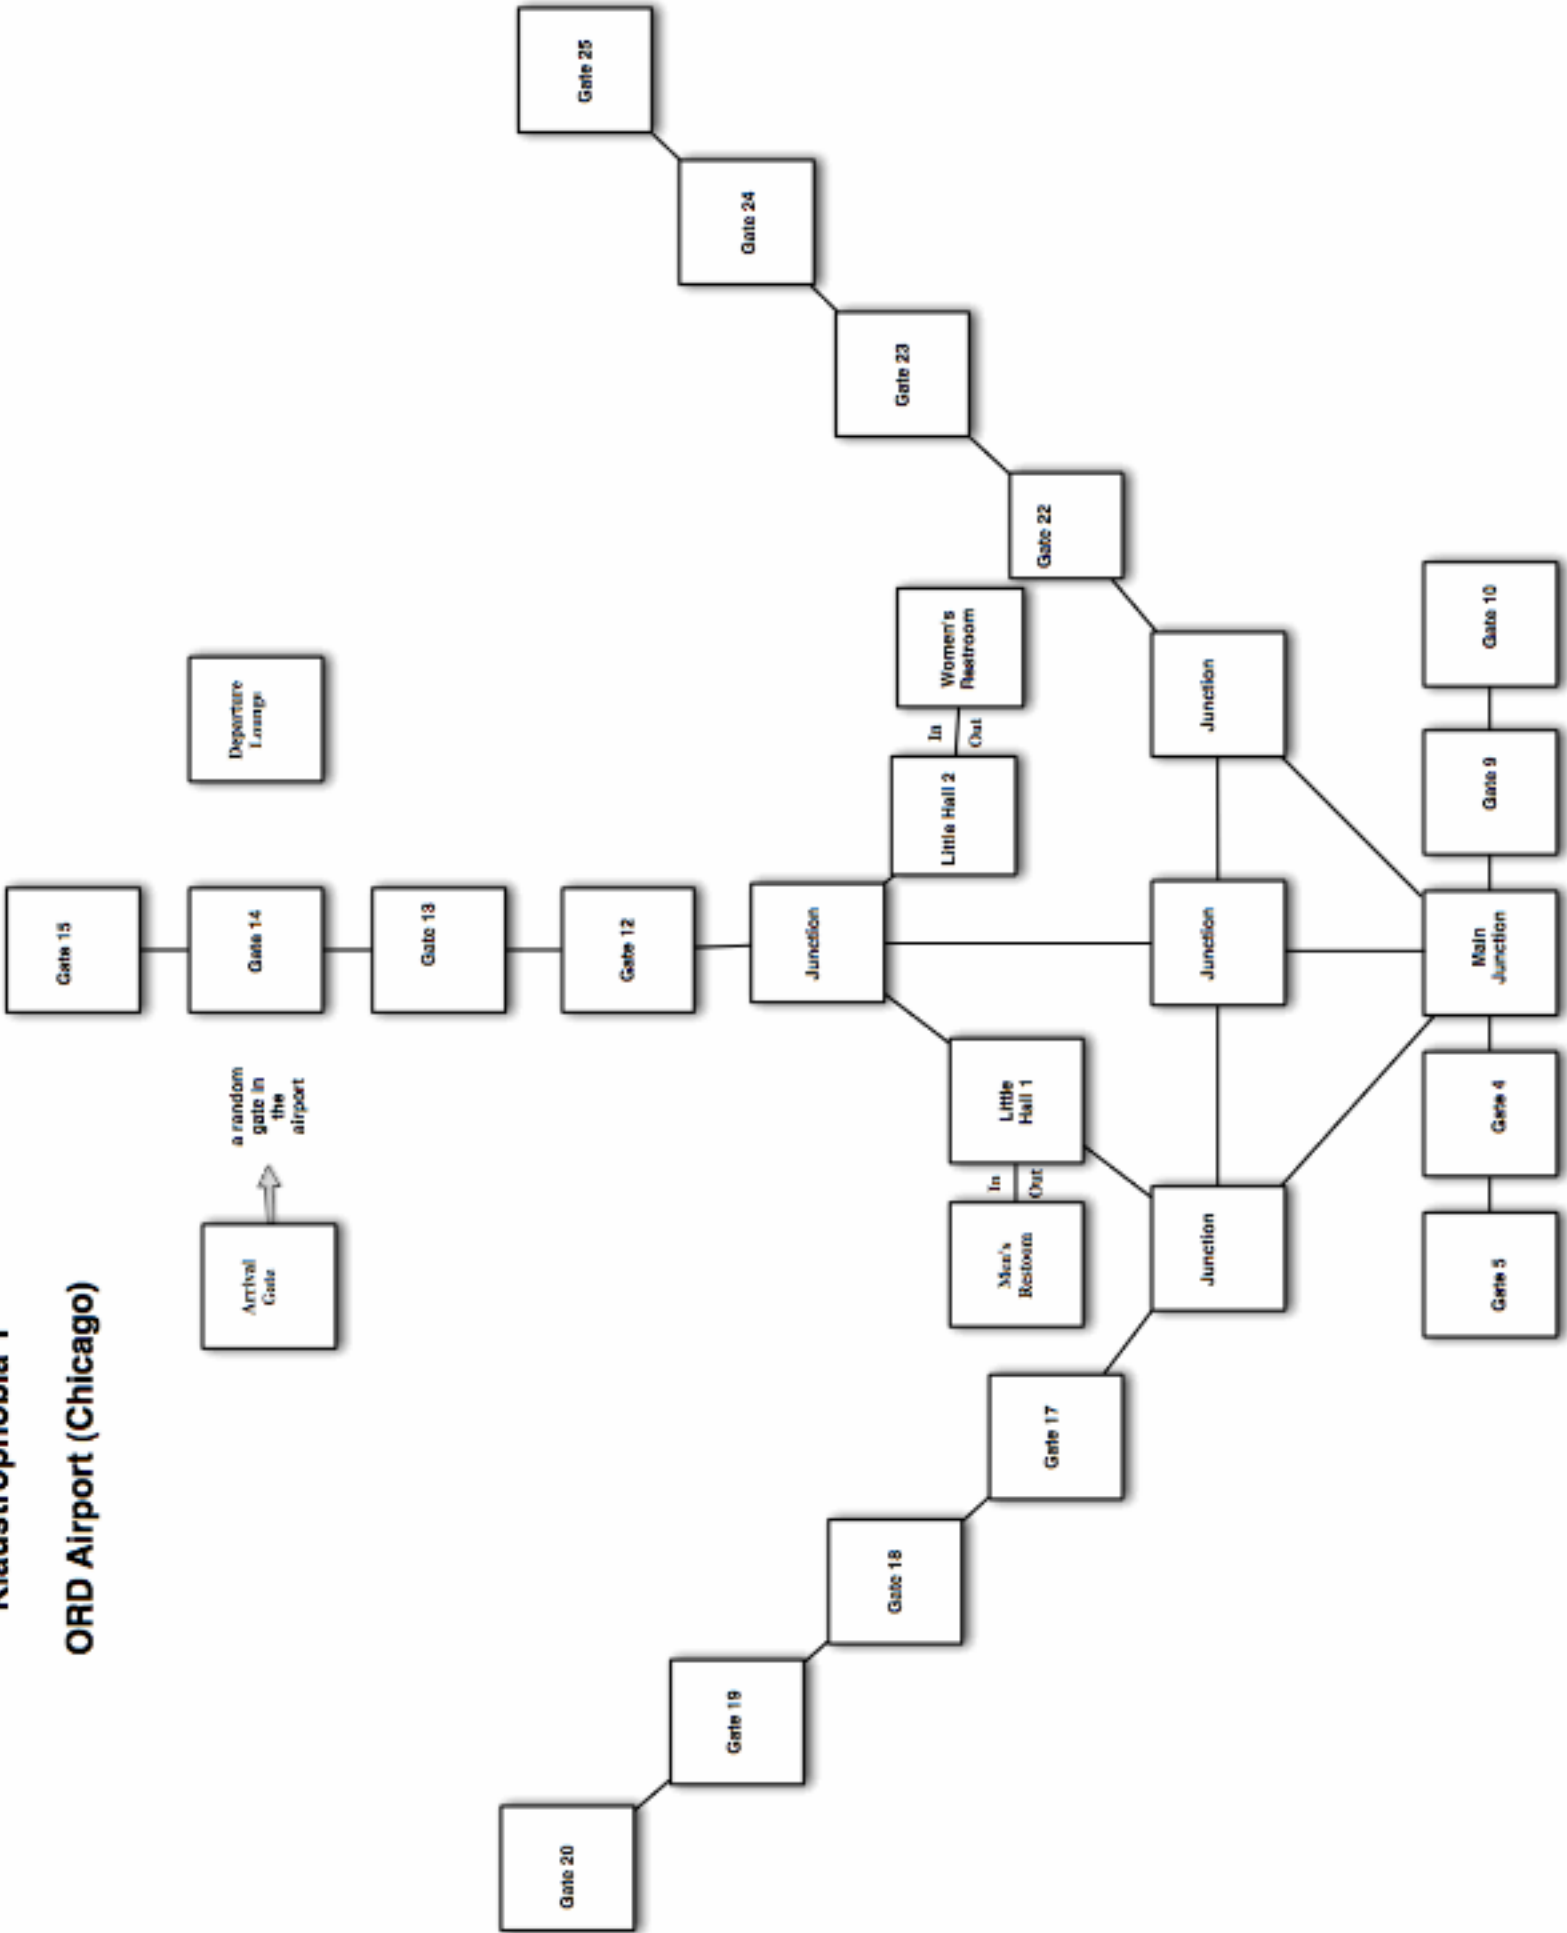 Klaustrophobia
ORD Airport (Chicago)
Gate 15
Arrival
Gate
a random
gate in
the
airport
Gate 14
Departure
Lounge
Gate 13
Gate 12
Gate 25
Gate 24
Gate 23
Gate 22
Junction
Little Hall 2
In
Out
Women's
Restroom
Little
Hall 1
In
Out
Men's
Restoom
Gate 20
Gate 19
Gate 18
Gate 17
Junction
Junction
Junction
Gate 5
Gate 4
Main
Junction
Gate 9
Gate 10